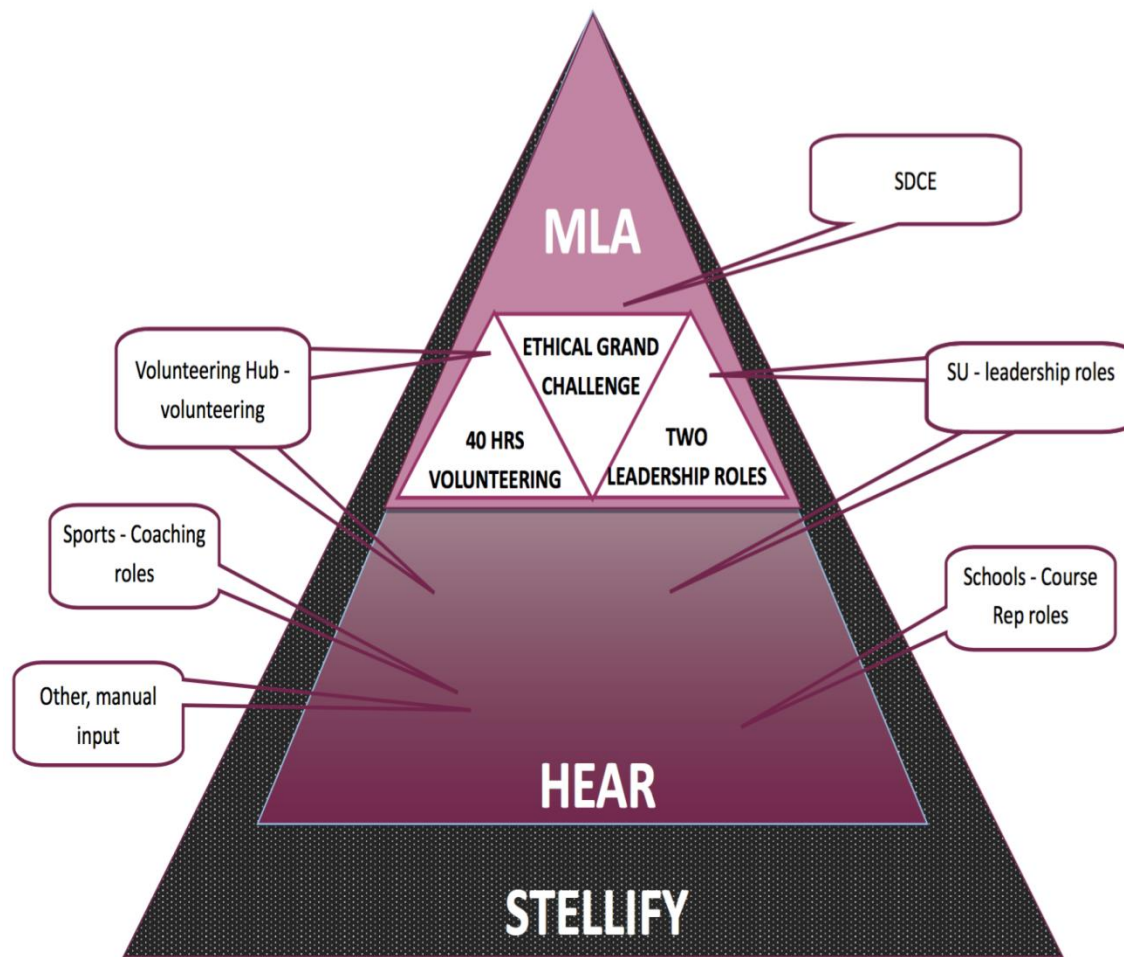 SDCE
MLA
Volunteering Hub -
volunteering
ETHICAL GRAND
CHALLENGE
SU - leadership roles
40 HRS
VOLUNTEERING
TWO
LEADERSHIP ROLES
Sports - Coaching
roles
Schools - Course
Rep roles
Other, manual
input
HEAR
STELLIFY